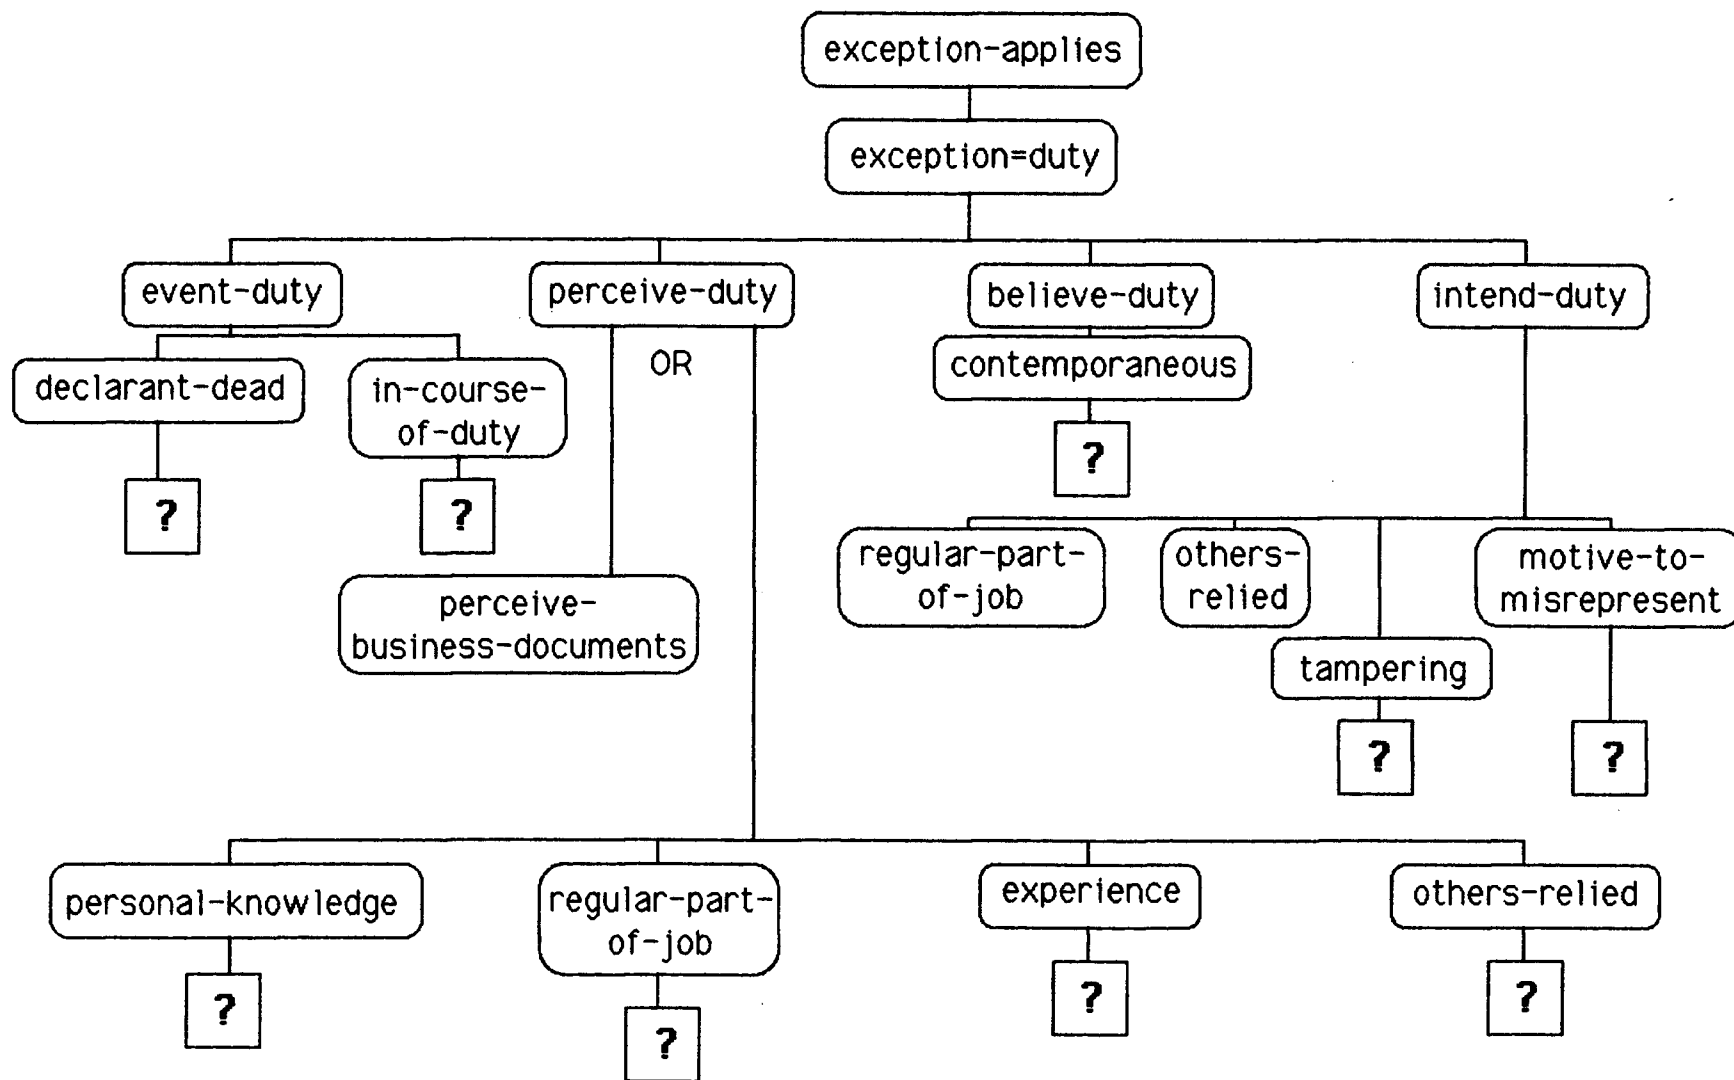 exception-applies
exception=duty
event-duty
perceive-duty
believe-duty
intend-duty
declarant-dead
in-course-
of-duty
OR
contemporaneous
?
?
?
regular-part-
of-job
others-
relied
motive-to-
misrepresent
perceive-
business-documents
tampering
?
?
personal-knowledge
regular-part-
of-job
experience
others-relied
?
?
?
?